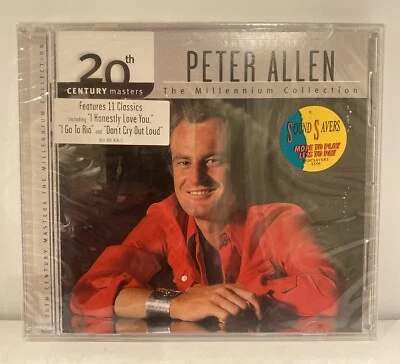 THE BEST OF
20th
CENTURY masters
PETER ALLEN
The Millennium Collection
Features 11 Classics
including "I Honestly Love You,"
"I Go To Rio" and "Don't Cry Out Loud"
SOUND SAVERS
MORE TO PLAY
LESS TO PAY
20TH CENTURY MASTERS THE MILLENNIUM COLLECTION